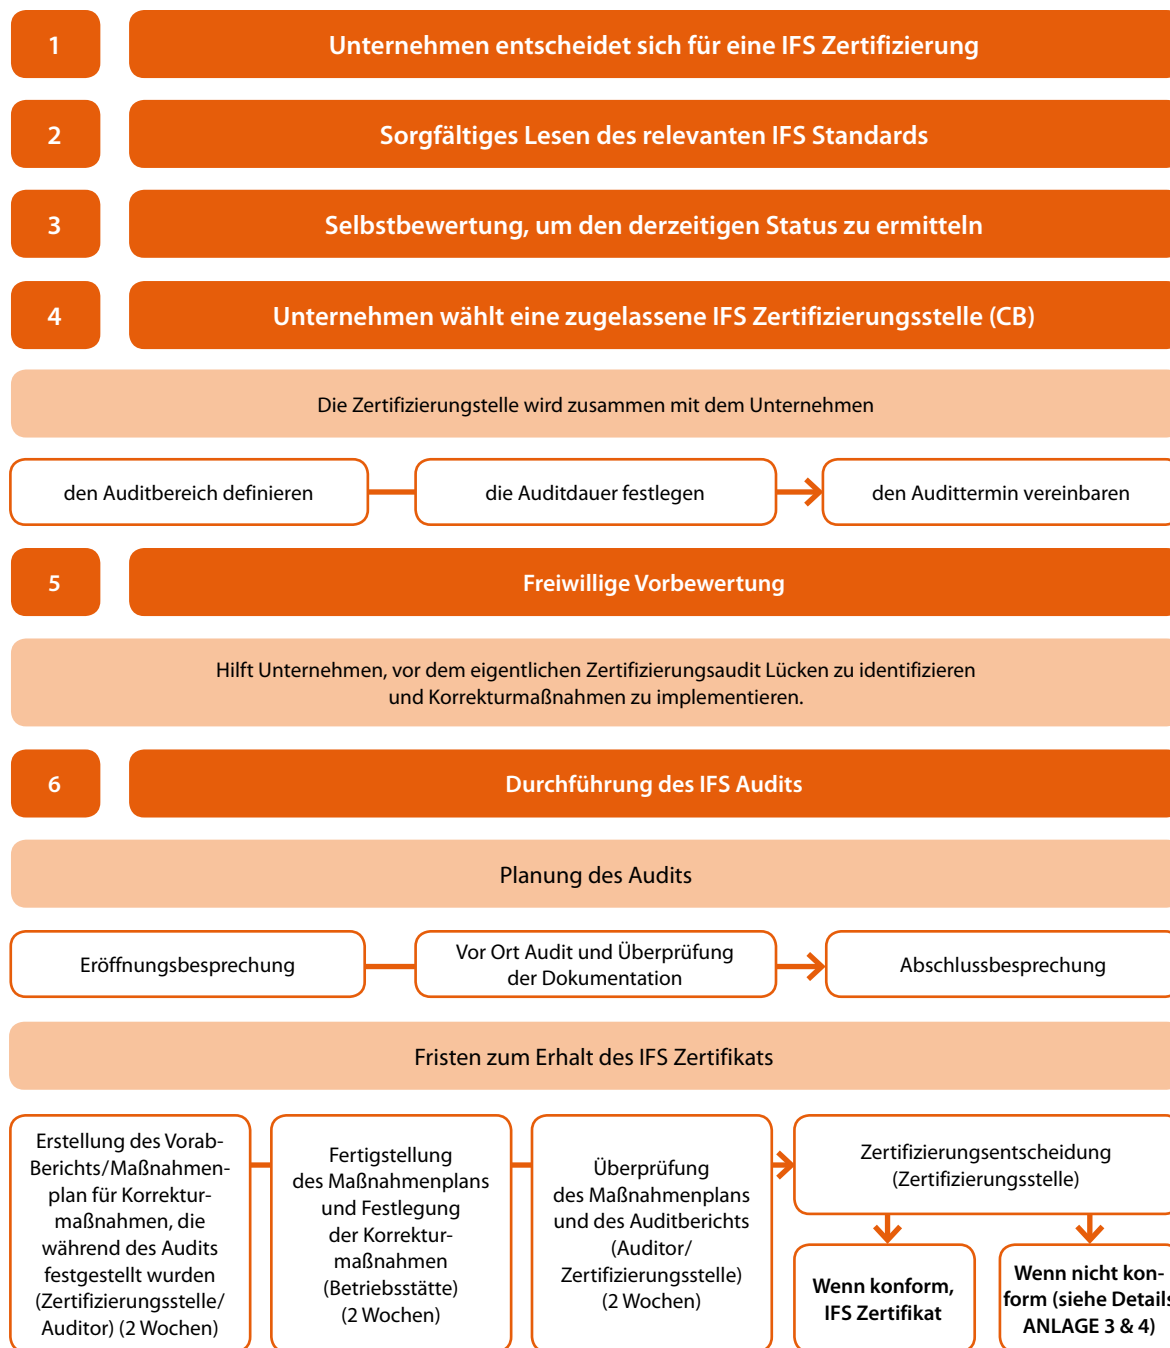 1
Unternehmen entscheidet sich für eine IFS Zertifizierung
2
Sorgfältiges Lesen des relevanten IFS Standards
3
Selbstbewertung, um den derzeitigen Status zu ermitteln
4
Unternehmen wählt eine zugelassene IFS Zertifizierungsstelle (CB)
Die Zertifizierungstelle wird zusammen mit dem Unternehmen
den Auditbereich definieren
die Auditdauer festlegen
den Audittermin vereinbaren
5
Freiwillige Vorbewertung
Hilft Unternehmen, vor dem eigentlichen Zertifizierungsaudit Lücken zu identifizieren
und Korrekturmaßnahmen zu implementieren.
6
Durchführung des IFS Audits
Planung des Audits
Eröffnungsbesprechung
Vor Ort Audit und Überprüfung
der Dokumentation
Abschlussbesprechung
Fristen zum Erhalt des IFS Zertifikats
Erstellung des Vorab-
Berichts/Maßnahmen-
plan für Korrektur-
maßnahmen, die
während des Audits
festgestellt wurden
(Zertifizierungsstelle/
Auditor) (2 Wochen)
Fertigstellung
des Maßnahmenplans
und Festlegung
der Korrektur-
maßnahmen
(Betriebsstätte)
(2 Wochen)
Überprüfung
des Maßnahmenplans
und des Auditberichts
(Auditor/
Zertifizierungsstelle)
(2 Wochen)
Zertifizierungsentscheidung
(Zertifizierungsstelle)
Wenn konform,
IFS Zertifikat
Wenn nicht kon-
form (siehe Details
ANLAGE 3 & 4)